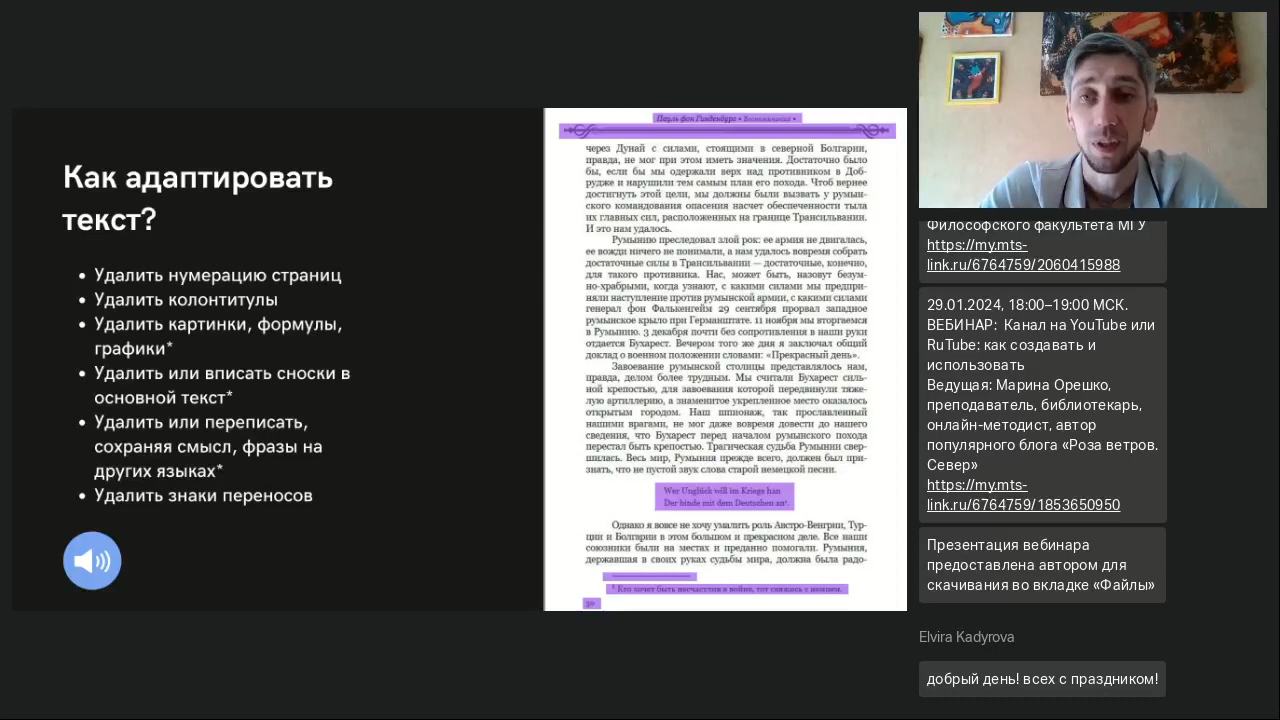 Как адаптировать
текст?
Удалить нумерацию страниц
Удалить колонтитулы
Удалить картинки, формулы,
графики*
Удалить или вписать сноски в
основной текст*
Удалить или переписать,
сохраняя смысл, фразы на
других языках*
Удалить знаки переносов
Пауль фон Гинденбург • Воспоминания •
через Дунай с силами, стоящими в северной Болгарии,
правда, не мог при этом иметь значения. Достаточно было
бы, если бы мы одержали верх над противником в Доб-
рудже и нарушили тем самым план его похода. Чтоб вернее
достигнуть этой цели, мы должны были вызвать у румын-
ского командования опасения насчет обеспеченности тыла
их главных сил, расположенных на границе Трансильвании.
И это нам удалось.
Румынию преследовал злой рок: ее армия не двигалась,
ее вожди ничего не понимали, а нам удалось вовремя собрать
достаточные силы в Трансильвании — достаточные, конечно,
для такого противника. Нас, может быть, назовут безум-
но-храбрыми, когда узнают, с какими силами мы предпри-
няли наступление против румынской армии, с какими силами
генерал фон Фалькенгейм 29 сентября прорвал западное
румынское крыло при Германштате. 11 ноября мы вторгаемся
в Румынию. 3 декабря почти без сопротивления в наши руки
отдается Бухарест. Вечером того же дня я заключал общий
доклад о военном положении словами: «Прекрасный день».
Завоевание румынской столицы представлялось нам,
правда, делом более трудным. Мы считали Бухарест силь-
ной крепостью, для завоевания которой передвинули тяже-
лую артиллерию, а знаменитое укрепленное место оказалось
открытым городом. Наш шпионаж, так прославленный
нашими врагами, не мог даже вовремя довести до нашего
сведения, что Бухарест перед началом румынского похода
перестал быть крепостью. Трагическая судьба Румынии свер-
шилась. Весь мир, Румыния прежде всего, должен был при-
знать, что не пустой звук слова старой немецкой песни.
Wer Unglück will im Kriege han
Der binde mit dem Deutschen an¹.
Однако я вовсе не хочу умалить роль Австро-Венгрии, Тур-
ции и Болгарии в этом большом и прекрасном деле. Все наши
союзники были на местах и преданно помогали. Румыния,
державшая в своих руках судьбы мира, должна была радо-
¹ Кто хочет быть несчастлив в войне, тот свяжись с немцем.
30
Философского факультета МГУ
https://my.mts-
link.ru/6764759/2060415988
29.01.2024, 18:00–19:00 МСК.
ВЕБИНАР: Канал на YouTube или
RuTube: как создавать и
использовать
Ведущая: Марина Орешко,
преподаватель, библиотекарь,
онлайн-методист, автор
популярного блога «Роза ветров.
Север»
https://my.mts-
link.ru/6764759/1853650950
Презентация вебинара
предоставлена автором для
скачивания во вкладке «Файлы»
Elvira Kadyrova
добрый день! всех с праздником!